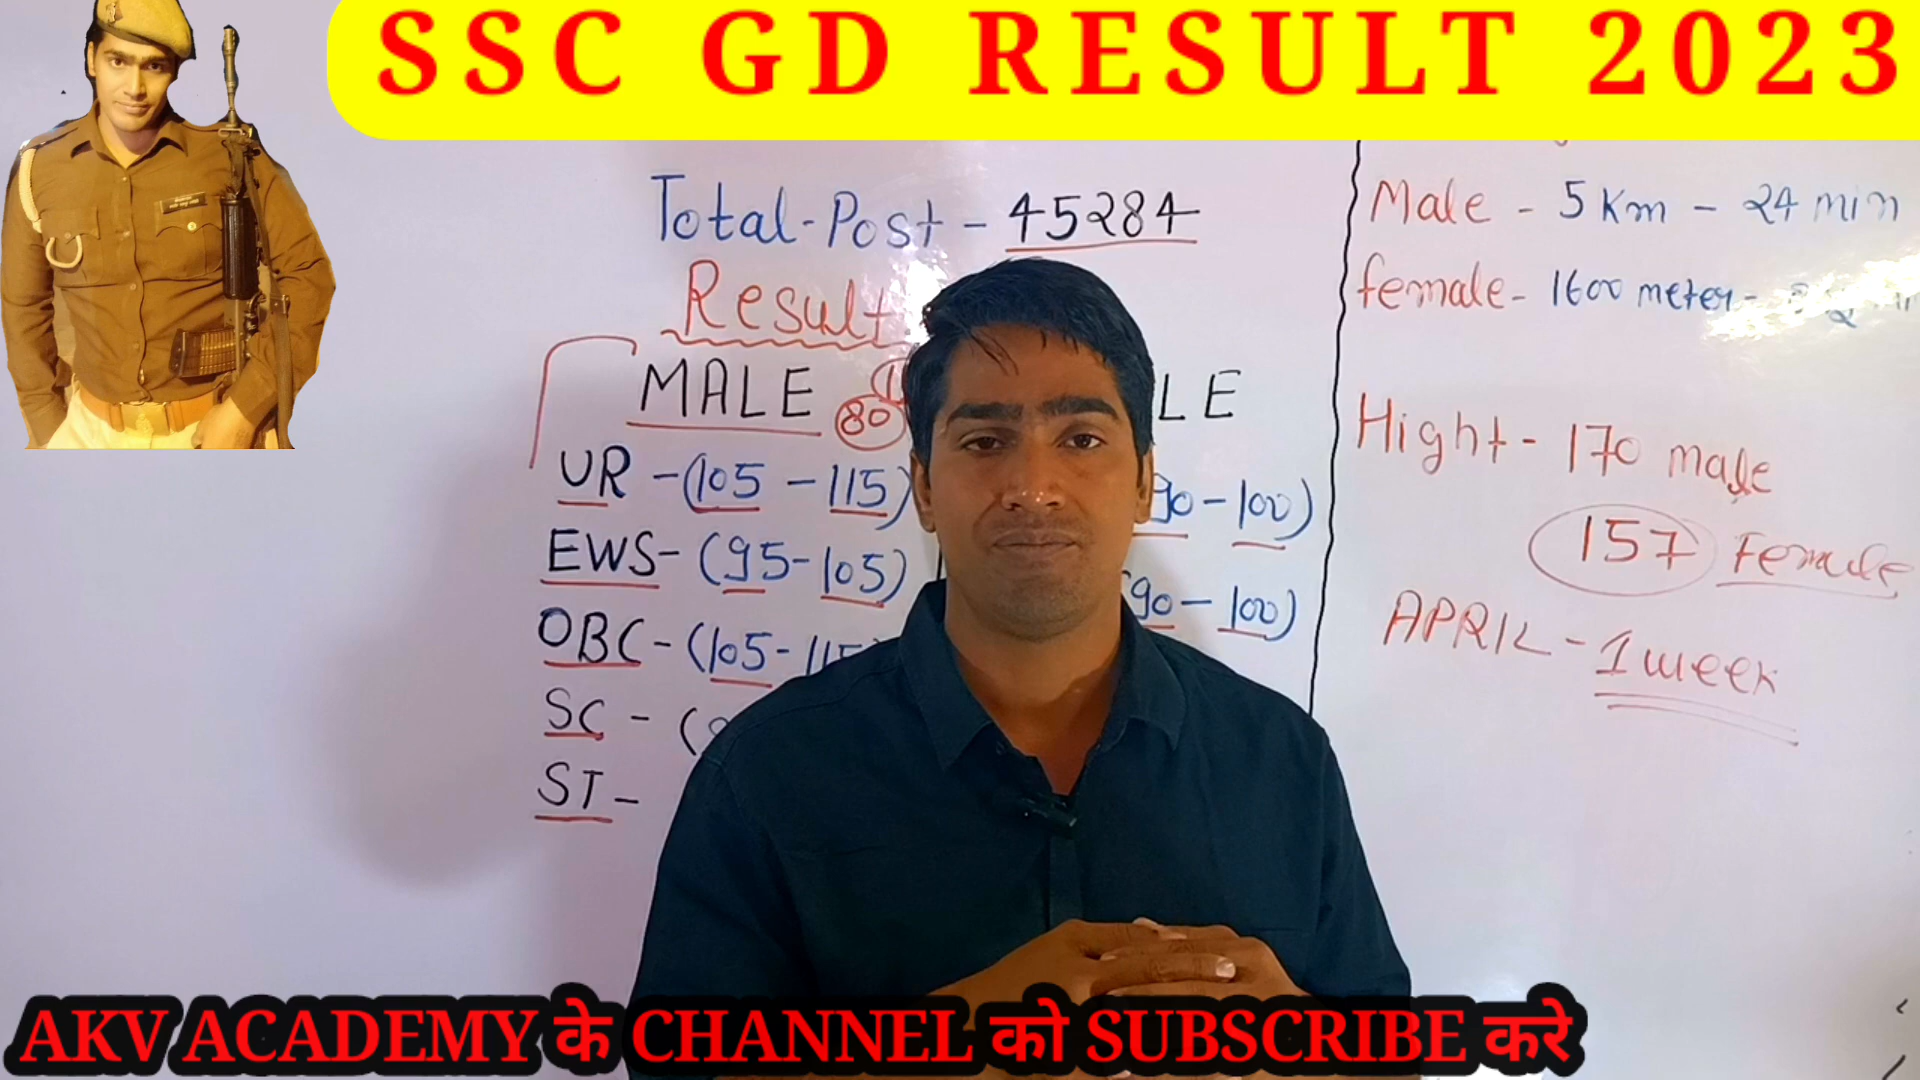 SSC GD RESULT 2023
Total-Post - 45284
Result
MALE
80
LE
UR - (105 - 115)
90 - 100)
EWS- (95-105)
(90 - 100)
OBC- (105-115
SC - (
ST -
Male - 5 Km - 24 min
female - 1600 meter -
Hight - 170 male
157 Female
APRIL - 1 week
AKV ACADEMY के CHANNEL को SUBSCRIBE करे